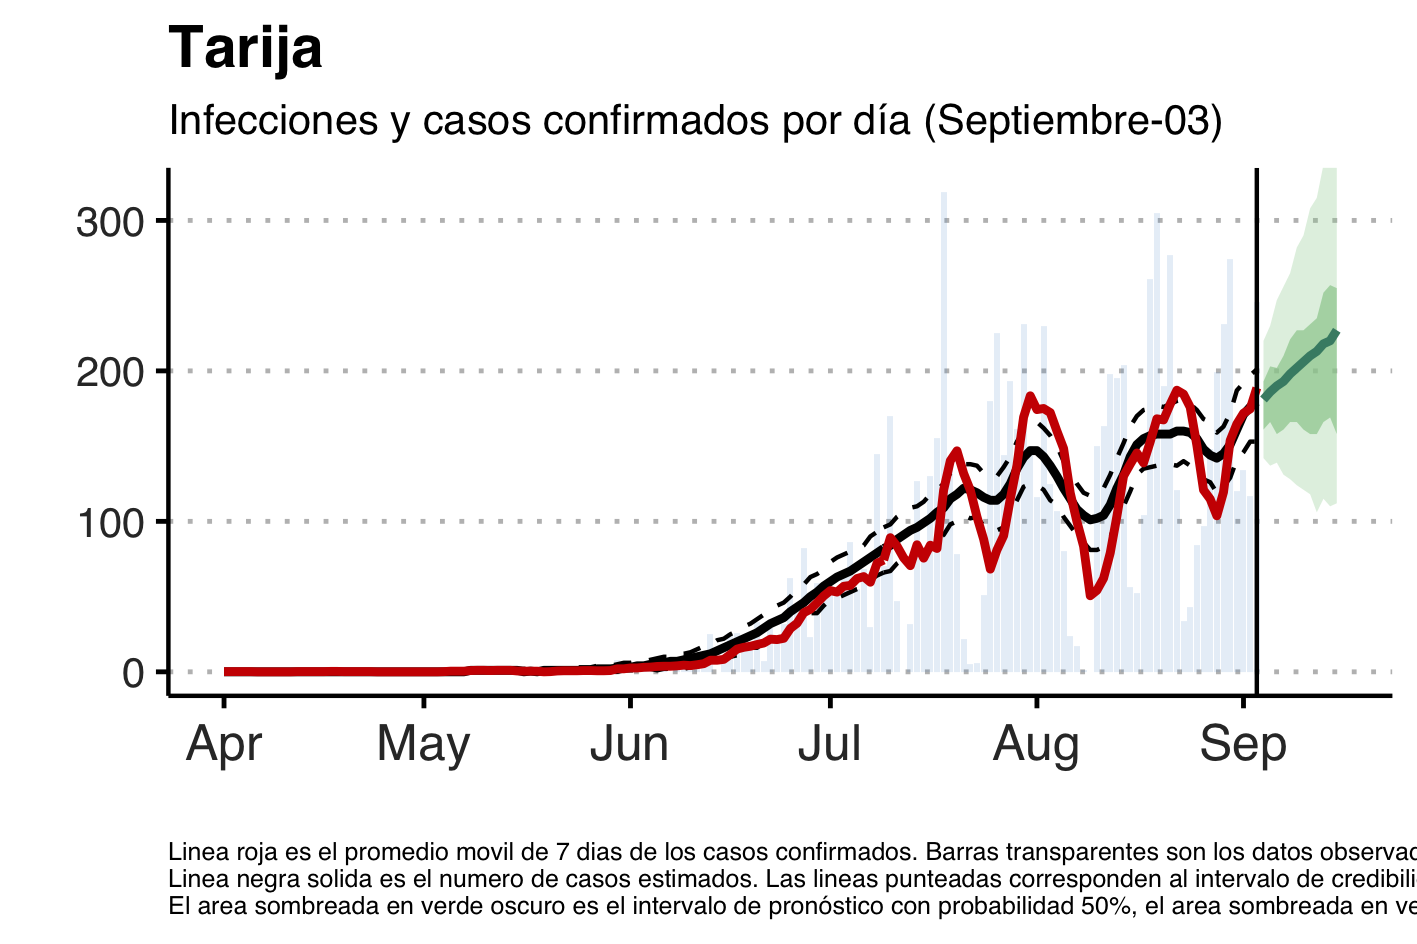 Tarija
Infecciones y casos confirmados por día (Septiembre-03)
300
200
100
0
Apr May Jun Jul Aug Sep
Linea roja es el promedio movil de 7 dias de los casos confirmados. Barras transparentes son los datos observad
Linea negra solida es el numero de casos estimados. Las lineas punteadas corresponden al intervalo de credibili
El area sombreada en verde oscuro es el intervalo de pronóstico con probabilidad 50%, el area sombreada en ve